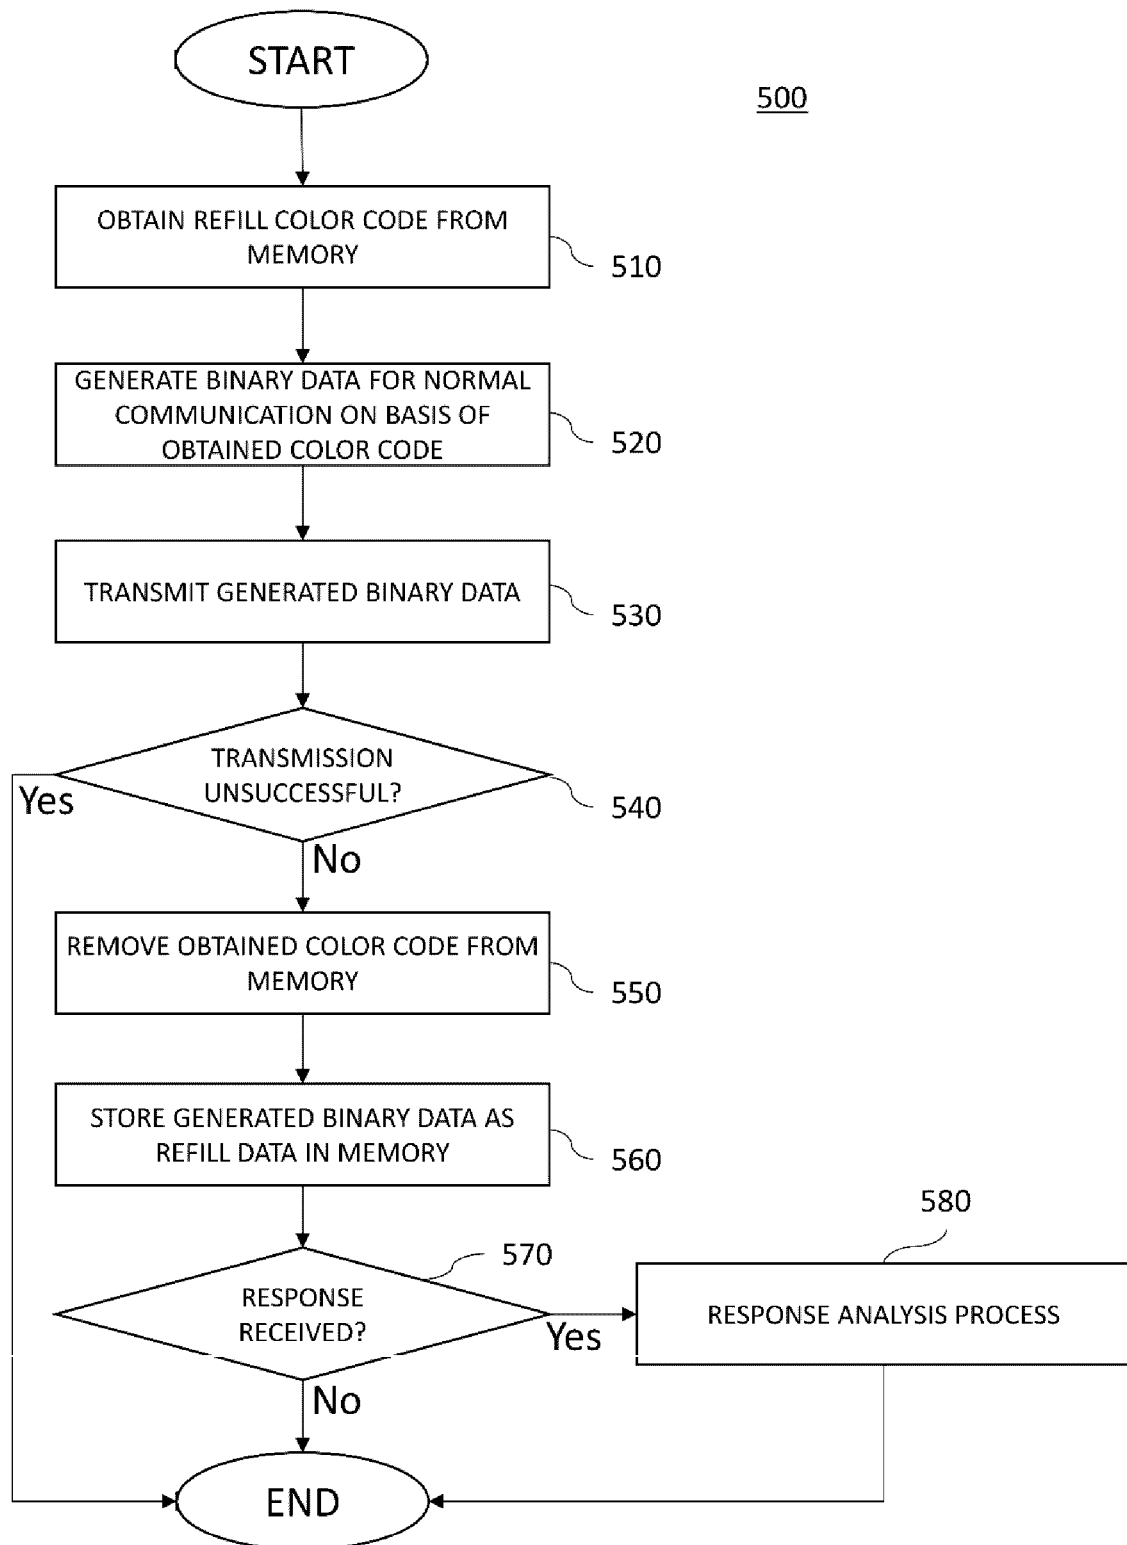 START
500
OBTAIN REFILL COLOR CODE FROM
MEMORY
510
GENERATE BINARY DATA FOR NORMAL
COMMUNICATION ON BASIS OF
OBTAINED COLOR CODE
520
TRANSMIT GENERATED BINARY DATA
530
TRANSMISSION
UNSUCCESSFUL?
Yes
540
No
REMOVE OBTAINED COLOR CODE FROM
MEMORY
550
STORE GENERATED BINARY DATA AS
REFILL DATA IN MEMORY
560
580
570
RESPONSE
RECEIVED?
Yes
RESPONSE ANALYSIS PROCESS
No
END